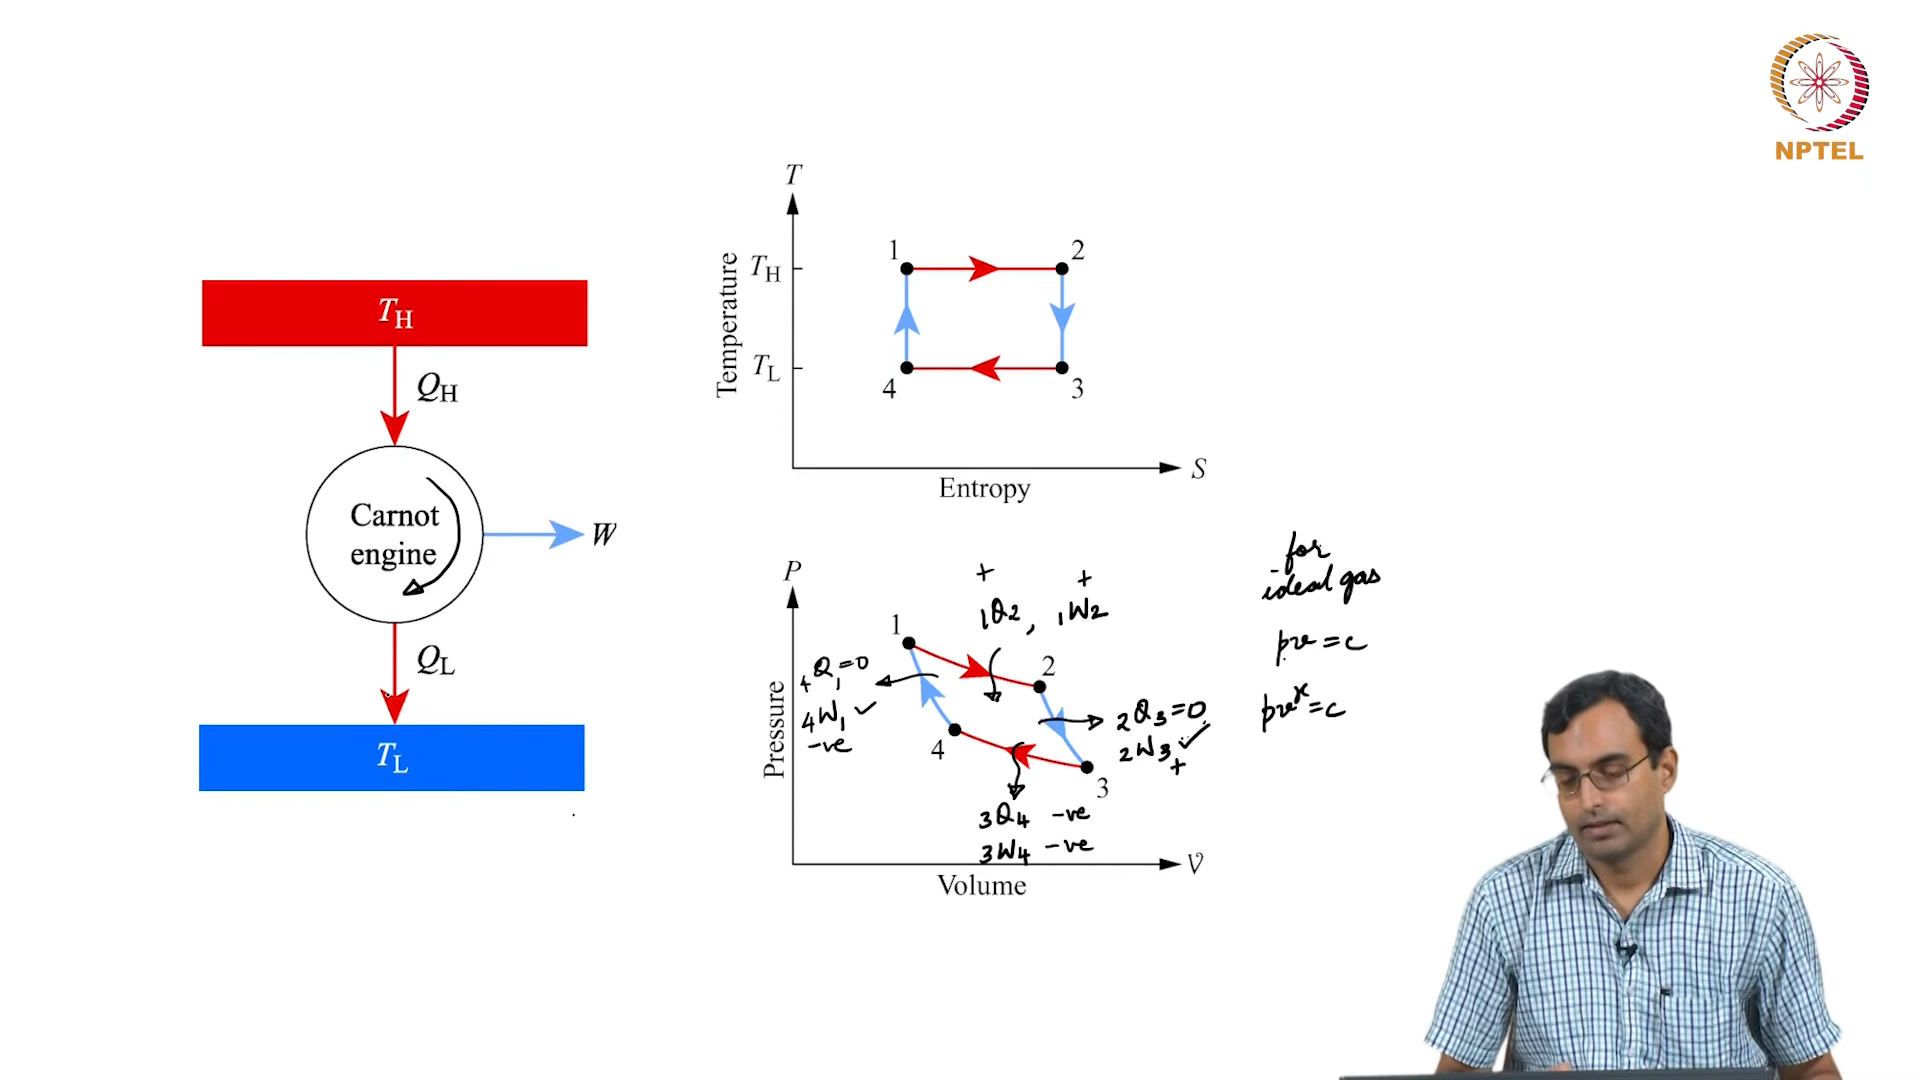 NPTEL
T_H
Q_H
Carnot
engine
W
Q_L
T_L
T
Temperature
T_H
T_L
1
2
3
4
S
Entropy
P
Pressure
1
2
3
4
V
Volume
+ +
₁Q₂, ₁W₂
₄Q₁=0
₄W₁ ✓
-ve
₂Q₃=0
₂W₃ ✓
+
₃Q₄ -ve
₃W₄ -ve
for
ideal gas
pv = c
pv^γ = c